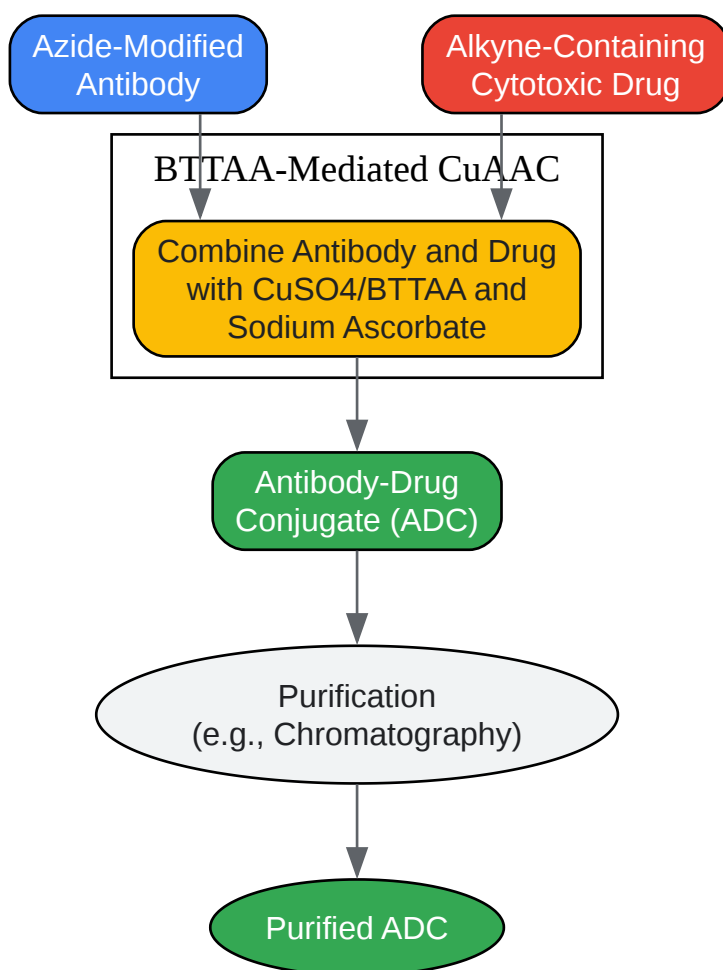 Azide-Modified
Antibody
Alkyne-Containing
Cytotoxic Drug
BTTAA-Mediated CuAAC
Combine Antibody and Drug
with CuSO4/BTTAA and
Sodium Ascorbate
Antibody-Drug
Conjugate (ADC)
Purification
(e.g., Chromatography)
Purified ADC